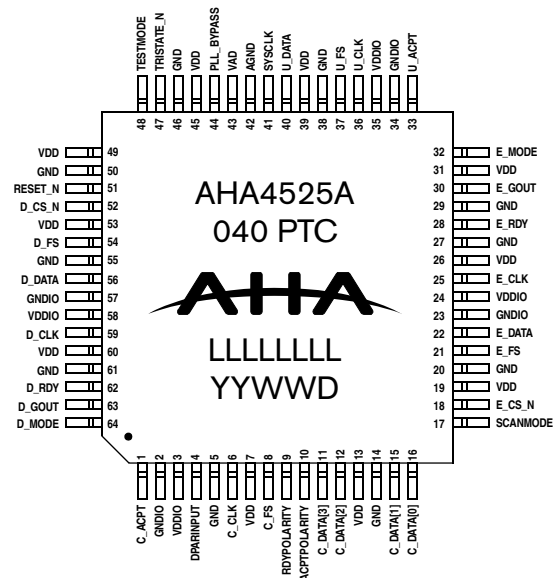 TESTMODE
TRISTATE_N
GND
VDD
PLL_BYPASS
VAD
AGND
SYSCLK
U_DATA
VDD
GND
U_FS
U_CLK
VDDIO
GNDIO
U_ACPT
48 47 46 45 44 43 42 41 40 39 38 37 36 35 34 33
VDD 49
GND 50
RESET_N 51
D_CS_N 52
VDD 53
D_FS 54
GND 55
D_DATA 56
GNDIO 57
VDDIO 58
D_CLK 59
VDD 60
GND 61
D_RDY 62
D_GOUT 63
D_MODE 64
AHA4525A
040 PTC
AHA
LLLLLLLL
YYWWD
32 E_MODE
31 VDD
30 E_GOUT
29 GND
28 E_RDY
27 GND
26 VDD
25 E_CLK
24 VDDIO
23 GNDIO
22 E_DATA
21 E_FS
20 GND
19 VDD
18 E_CS_N
17 SCANMODE
1 2 3 4 5 6 7 8 9 10 11 12 13 14 15 16
C_ACPT
GNDIO
VDDIO
DPARINPUT
GND
C_CLK
VDD
C_FS
RDYPOLARITY
ACPTPOLARITY
C_DATA[3]
C_DATA[2]
VDD
GND
C_DATA[1]
C_DATA[0]